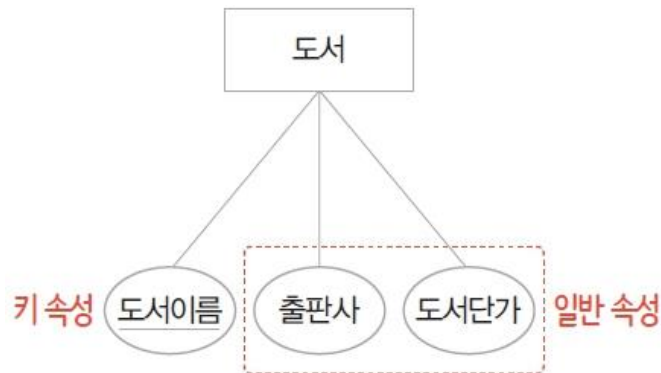 도서
키 속성
도서이름
출판사
도서단가
일반 속성